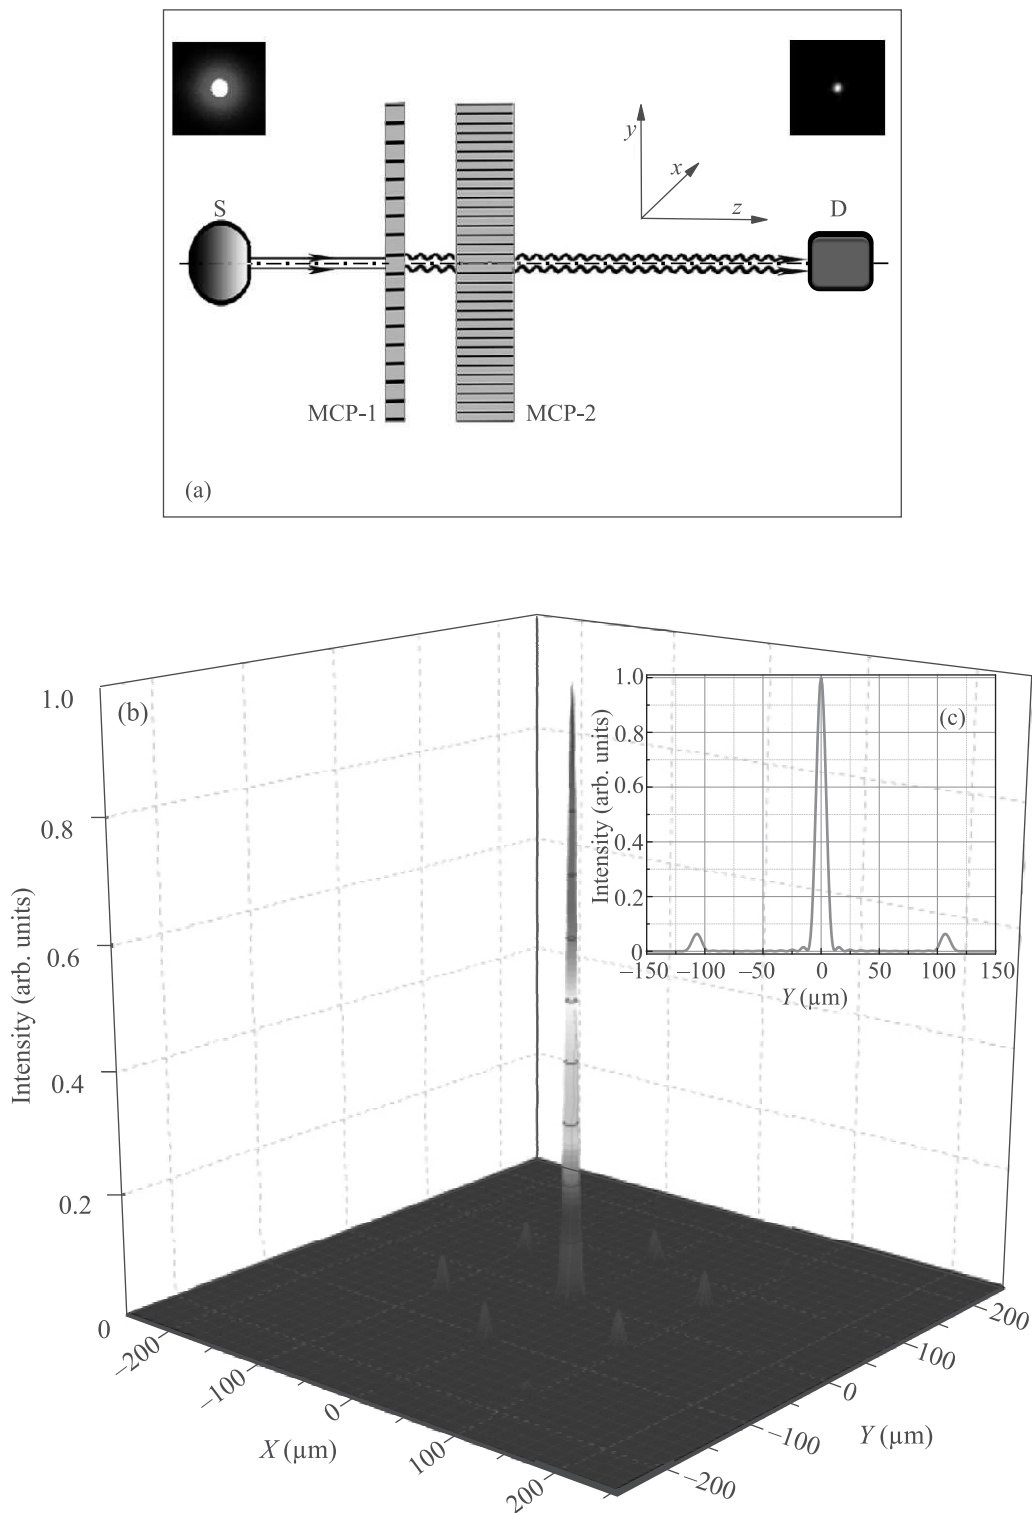 S
y
x
z
D
MCP-1
MCP-2
(a)
1.0
(b)
0.8
0.6
0.4
0.2
0
Intensity (arb. units)
–200
–100
0
100
200
X (µm)
–200
–100
0
100
200
Y (µm)
(c)
1.0
0.8
0.6
0.4
0.2
0
Intensity (arb. units)
–150 –100 –50 0 50 100 150
Y (µm)